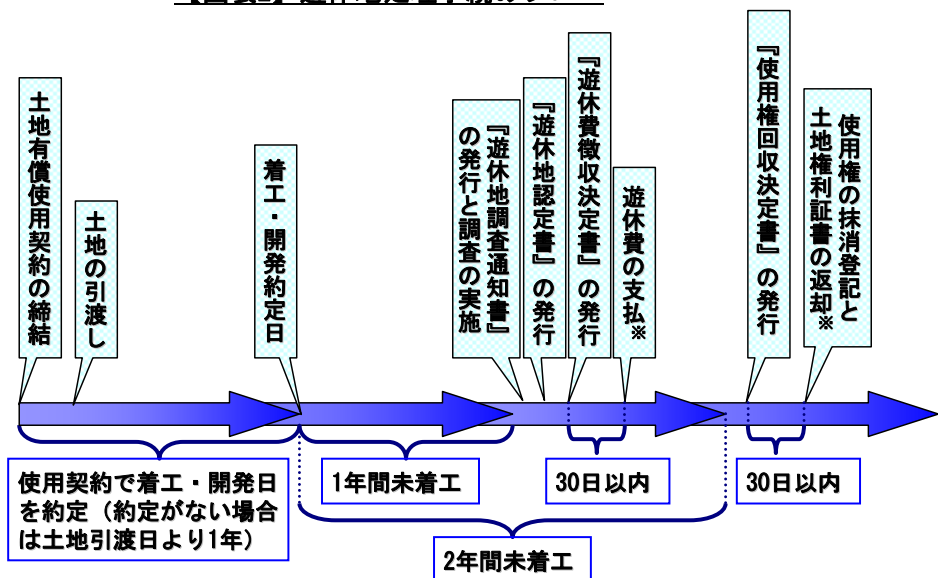 土地有償使用契約の締結
土地の引渡し
着工・開発約定日
『遊休地調査通知書』
の発行と調査の実施
『遊休地認定書』の発行
『遊休費徴収決定書』の発行
遊休費の支払※
『使用権回収決定書』の発行
使用権の抹消登記と
土地権利証書の返却※
使用契約で着工・開発日
を約定（約定がない場合
は土地引渡日より1年）
1年間未着工
30日以内
30日以内
2年間未着工